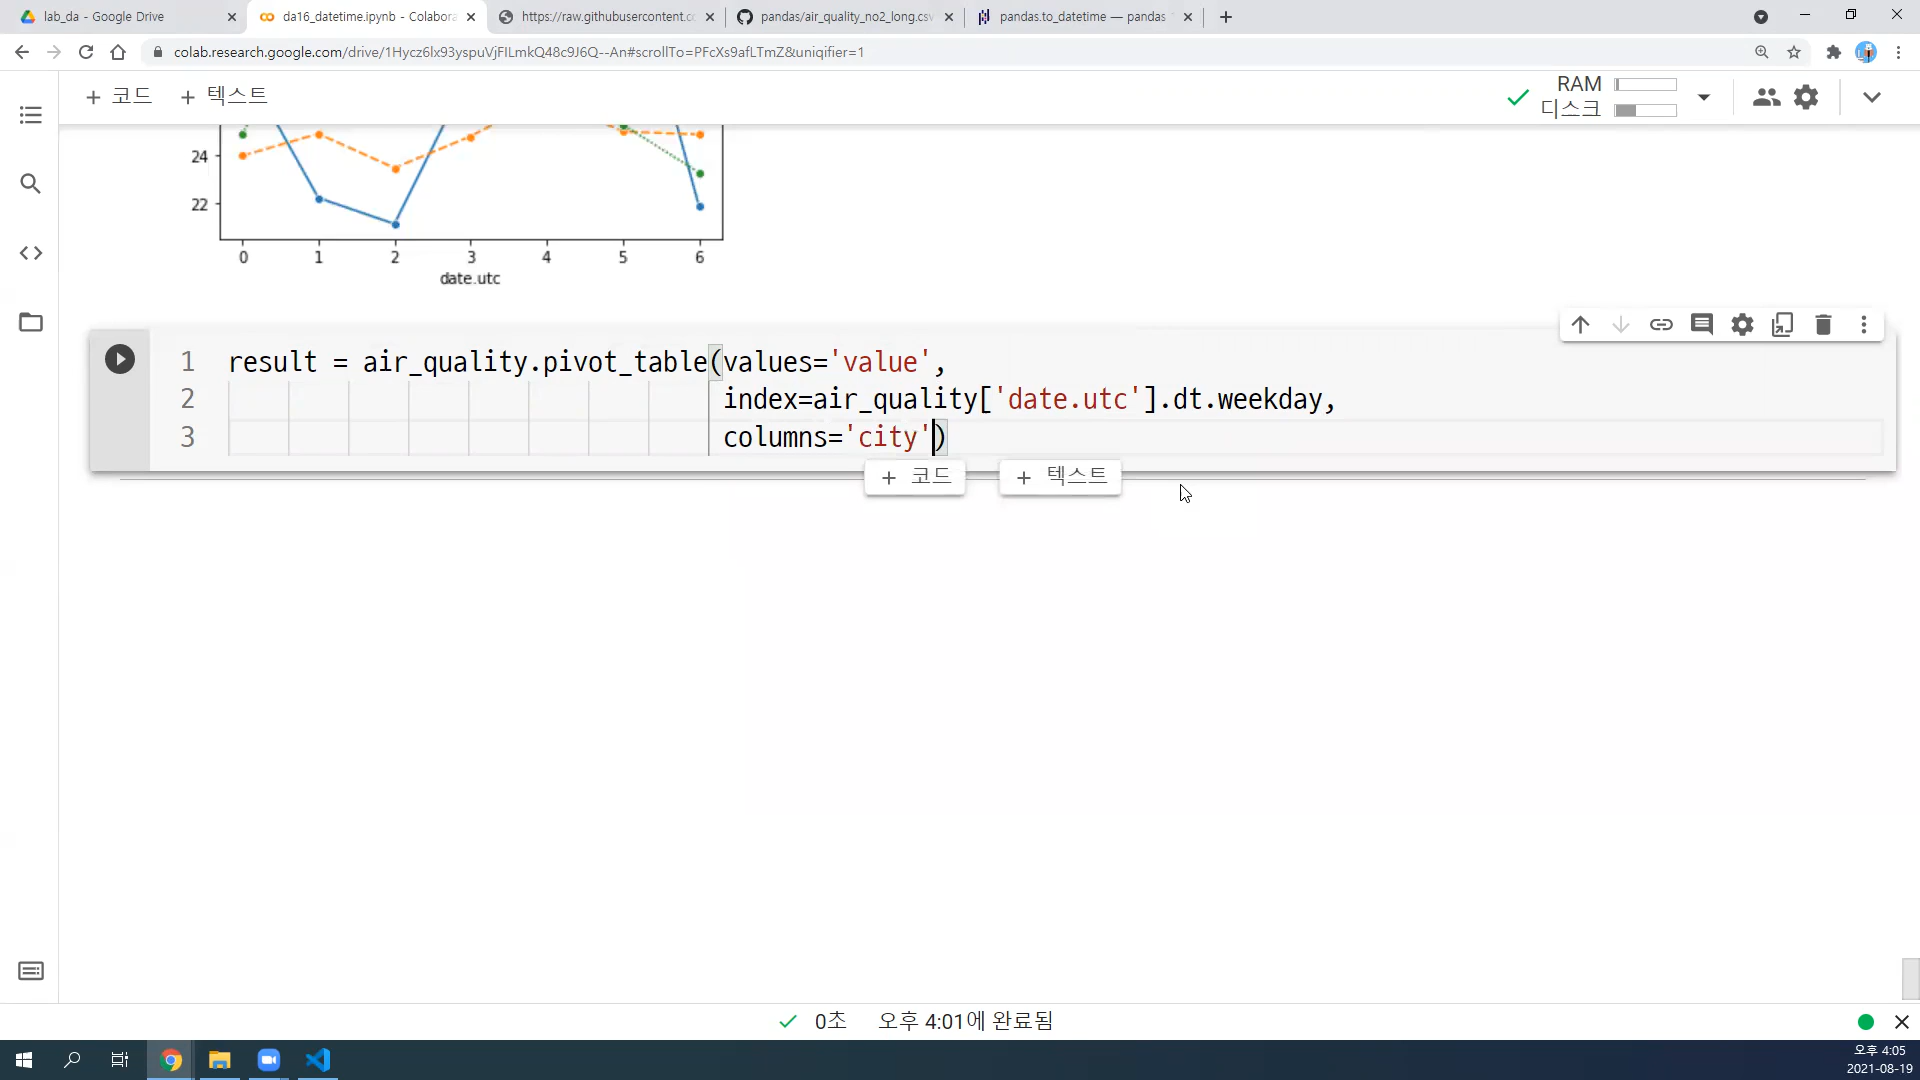 lab_da - Google Drive
da16_datetime.ipynb - Colabora
https://raw.githubusercontent.cc
pandas/air_quality_no2_long.csv
pandas.to_datetime — pandas
colab.research.google.com/drive/1Hycz6lx93yspuVjFILmkQ48c9J6Q--An#scrollTo=PFcXs9afLTmZ&uniqifier=1
+ 코드 + 텍스트
RAM
디스크
24
22
0 1 2 3 4 5 6
date.utc
1 result = air_quality.pivot_table(values='value',
2 index=air_quality['date.utc'].dt.weekday,
3 columns='city')
+ 코드 + 텍스트
0초 오후 4:01에 완료됨
오후 4:05
2021-08-19